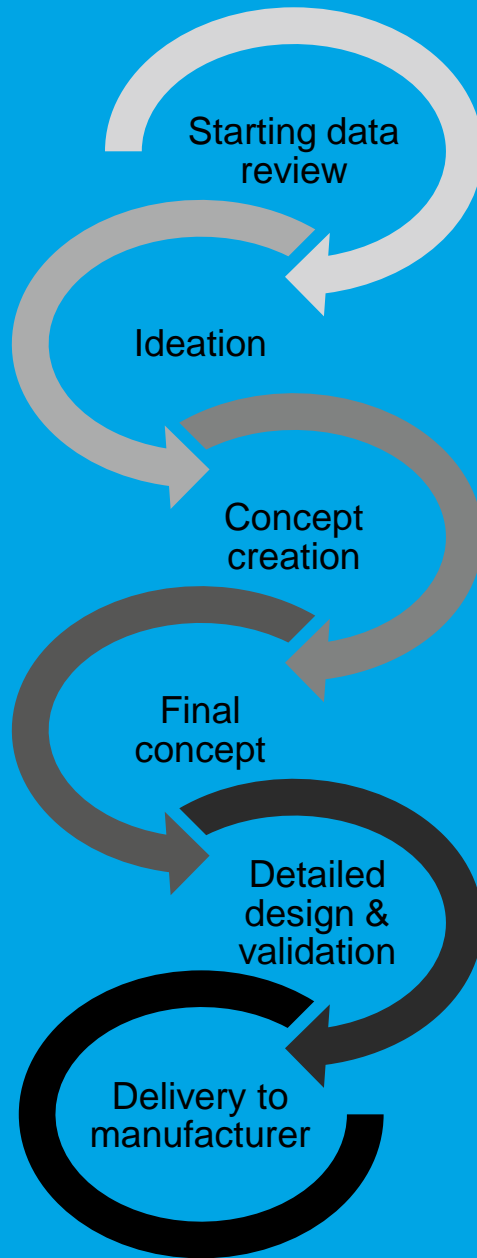 Starting data
review
Ideation
Concept
creation
Final
concept
Detailed
design &
validation
Delivery to
manufacturer